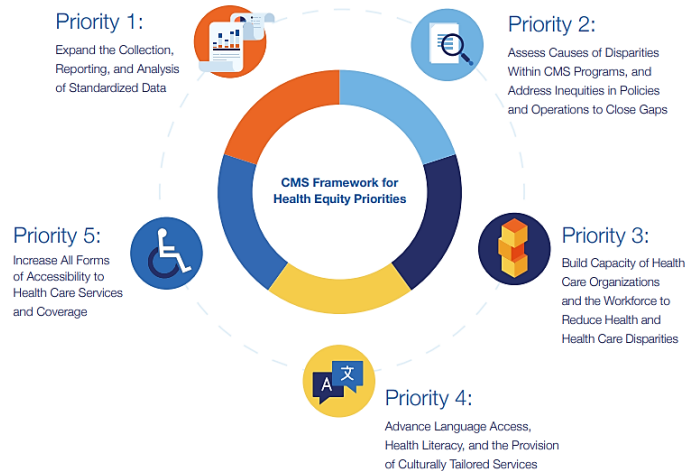 Priority 1:
Expand the Collection,
Reporting, and Analysis
of Standardized Data
Priority 2:
Assess Causes of Disparities
Within CMS Programs, and
Address Inequities in Policies
and Operations to Close Gaps
CMS Framework for
Health Equity Priorities
Priority 3:
Build Capacity of Health
Care Organizations
and the Workforce to
Reduce Health and
Health Care Disparities
Priority 4:
Advance Language Access,
Health Literacy, and the Provision
of Culturally Tailored Services
A 文
Priority 5:
Increase All Forms
of Accessibility to
Health Care Services
and Coverage